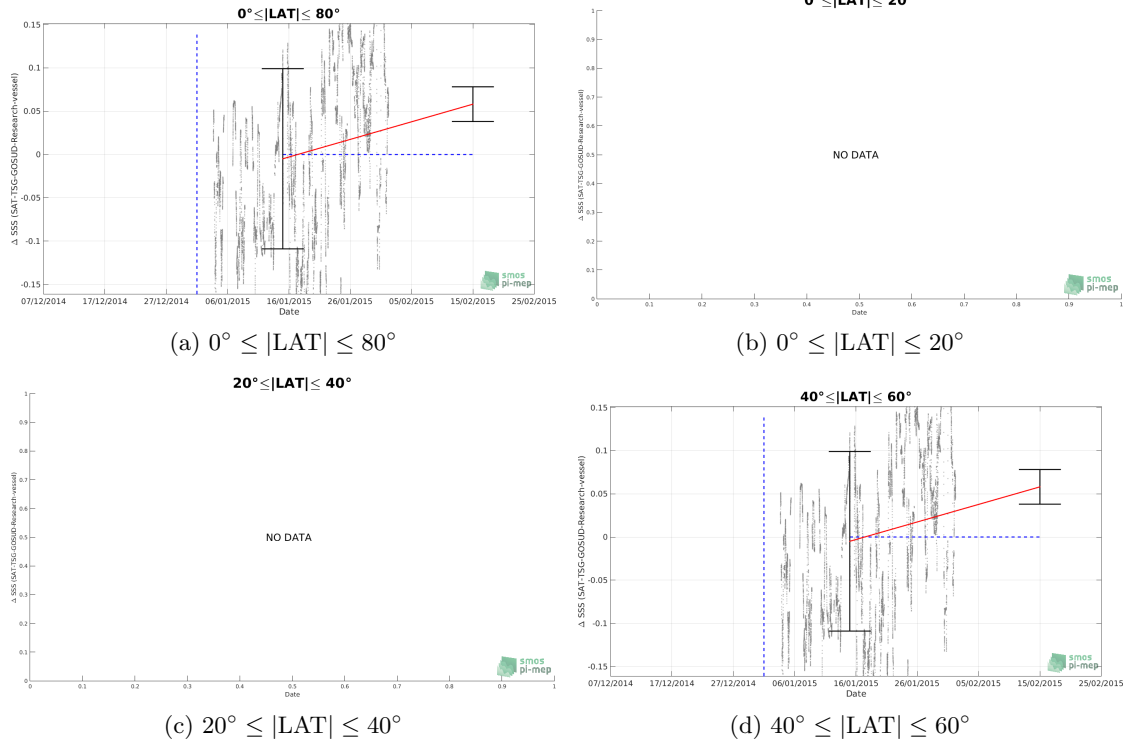 0°≤|LAT|≤ 80°
0.15
0.1
0.05
0
-0.05
-0.1
-0.15
Δ SSS (SAT-TSG-GOSUD-Research-vessel)
07/12/2014 17/12/2014 27/12/2014 06/01/2015 16/01/2015 26/01/2015 05/02/2015 15/02/2015 25/02/2015
Date
smos
pi-mep
(a) 0° ≤ |LAT| ≤ 80°
0°≤|LAT|≤ 20°
1
0.9
0.8
0.7
0.6
0.5
0.4
0.3
0.2
0.1
0
Δ SSS (SAT-TSG-GOSUD-Research-vessel)
NO DATA
0 0.1 0.2 0.3 0.4 0.5 0.6 0.7 0.8 0.9 1
Date
smos
pi-mep
(b) 0° ≤ |LAT| ≤ 20°
20°≤|LAT|≤ 40°
1
0.9
0.8
0.7
0.6
0.5
0.4
0.3
0.2
0.1
0
Δ SSS (SAT-TSG-GOSUD-Research-vessel)
NO DATA
0 0.1 0.2 0.3 0.4 0.5 0.6 0.7 0.8 0.9 1
Date
smos
pi-mep
(c) 20° ≤ |LAT| ≤ 40°
40°≤|LAT|≤ 60°
0.15
0.1
0.05
0
-0.05
-0.1
-0.15
Δ SSS (SAT-TSG-GOSUD-Research-vessel)
07/12/2014 17/12/2014 27/12/2014 06/01/2015 16/01/2015 26/01/2015 05/02/2015 15/02/2015 25/02/2015
Date
smos
pi-mep
(d) 40° ≤ |LAT| ≤ 60°